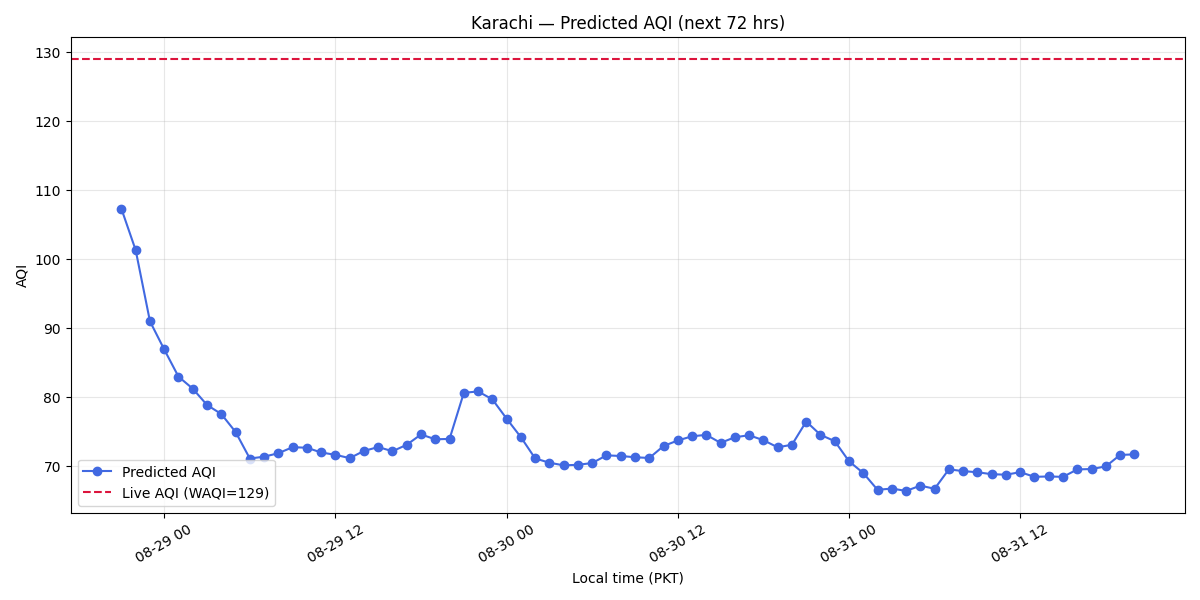 Karachi — Predicted AQI (next 72 hrs)
130
120
110
100
90
80
70
AQI
Predicted AQI
Live AQI (WAQI=129)
08-29 00
08-29 12
08-30 00
08-30 12
08-31 00
08-31 12
Local time (PKT)